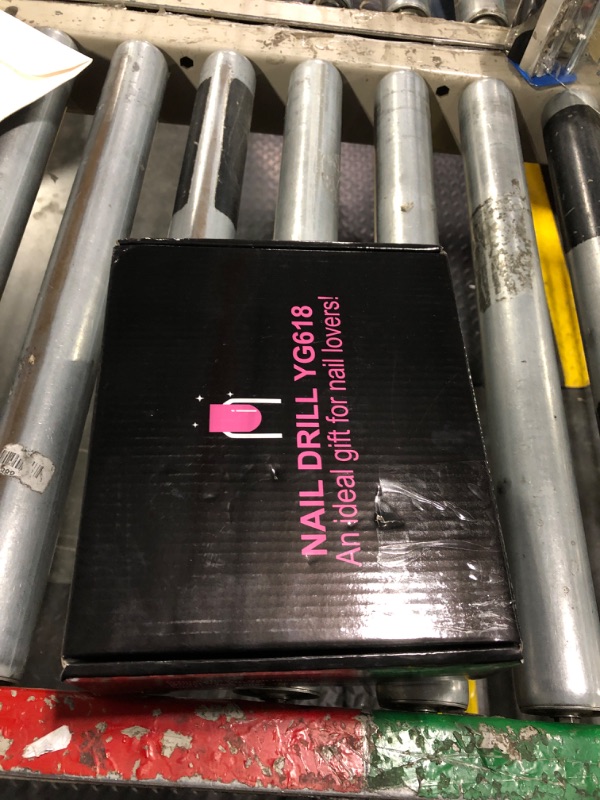 NAIL DRILL YG618
An ideal gift for nail lovers!